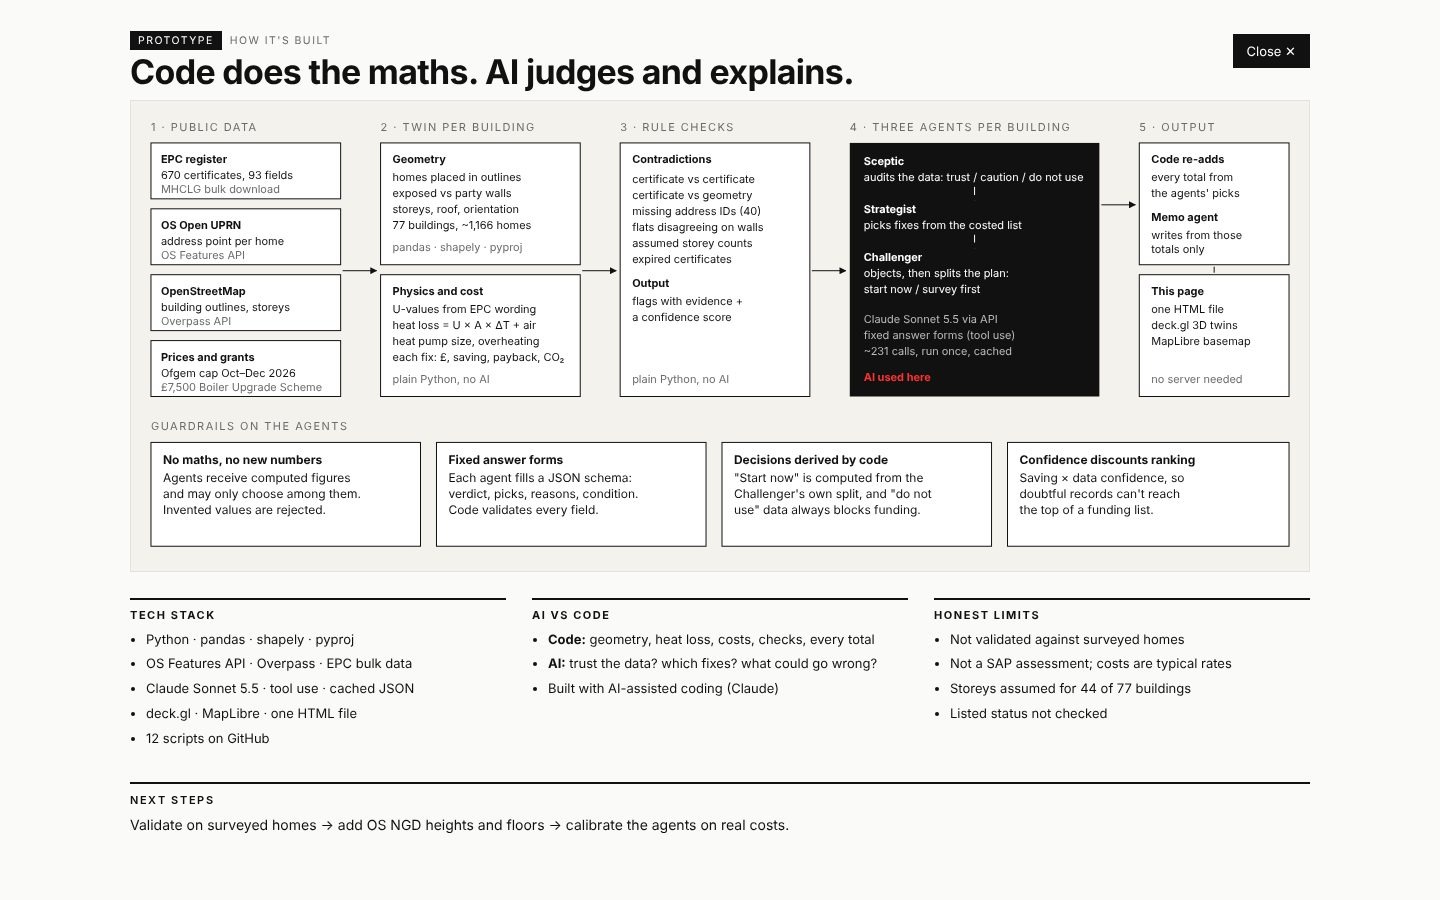 PROTOTYPE HOW IT'S BUILT
Close ✕
Code does the maths. AI judges and explains.
1 · PUBLIC DATA
EPC register
670 certificates, 93 fields
MHCLG bulk download
OS Open UPRN
address point per home
OS Features API
OpenStreetMap
building outlines, storeys
Overpass API
Prices and grants
Ofgem cap Oct–Dec 2026
£7,500 Boiler Upgrade Scheme
2 · TWIN PER BUILDING
Geometry
homes placed in outlines
exposed vs party walls
storeys, roof, orientation
77 buildings, ~1,166 homes
pandas · shapely · pyproj
Physics and cost
U-values from EPC wording
heat loss = U × A × ΔT + air
heat pump size, overheating
each fix: £, saving, payback, CO₂
plain Python, no AI
3 · RULE CHECKS
Contradictions
certificate vs certificate
certificate vs geometry
missing address IDs (40)
flats disagreeing on walls
assumed storey counts
expired certificates
Output
flags with evidence +
a confidence score
plain Python, no AI
4 · THREE AGENTS PER BUILDING
Sceptic
audits the data: trust / caution / do not use
Strategist
picks fixes from the costed list
Challenger
objects, then splits the plan:
start now / survey first
Claude Sonnet 5.5 via API
fixed answer forms (tool use)
~231 calls, run once, cached
AI used here
5 · OUTPUT
Code re-adds
every total from
the agents' picks
Memo agent
writes from those
totals only
This page
one HTML file
deck.gl 3D twins
MapLibre basemap
no server needed
GUARDRAILS ON THE AGENTS
No maths, no new numbers
Agents receive computed figures
and may only choose among them.
Invented values are rejected.
Fixed answer forms
Each agent fills a JSON schema:
verdict, picks, reasons, condition.
Code validates every field.
Decisions derived by code
"Start now" is computed from the
Challenger's own split, and "do not
use" data always blocks funding.
Confidence discounts ranking
Saving × data confidence, so
doubtful records can't reach
the top of a funding list.
TECH STACK
• Python · pandas · shapely · pyproj
• OS Features API · Overpass · EPC bulk data
• Claude Sonnet 5.5 · tool use · cached JSON
• deck.gl · MapLibre · one HTML file
• 12 scripts on GitHub
AI VS CODE
• Code: geometry, heat loss, costs, checks, every total
• AI: trust the data? which fixes? what could go wrong?
• Built with AI-assisted coding (Claude)
HONEST LIMITS
• Not validated against surveyed homes
• Not a SAP assessment; costs are typical rates
• Storeys assumed for 44 of 77 buildings
• Listed status not checked
NEXT STEPS
Validate on surveyed homes → add OS NGD heights and floors → calibrate the agents on real costs.